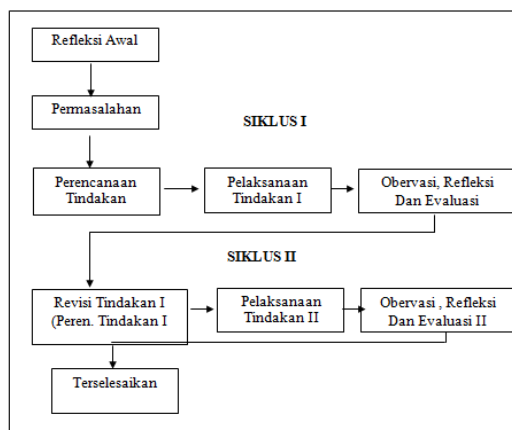 Refleksi Awal
Permasalahan
SIKLUS I
Perencanaan
Tindakan
Pelaksanaan
Tindakan I
Obervasi, Refleksi
Dan Evaluasi
SIKLUS II
Revisi Tindakan I
(Peren. Tindakan I
Pelaksanaan
Tindakan II
Obervasi , Refleksi
Dan Evaluasi II
Terselesaikan